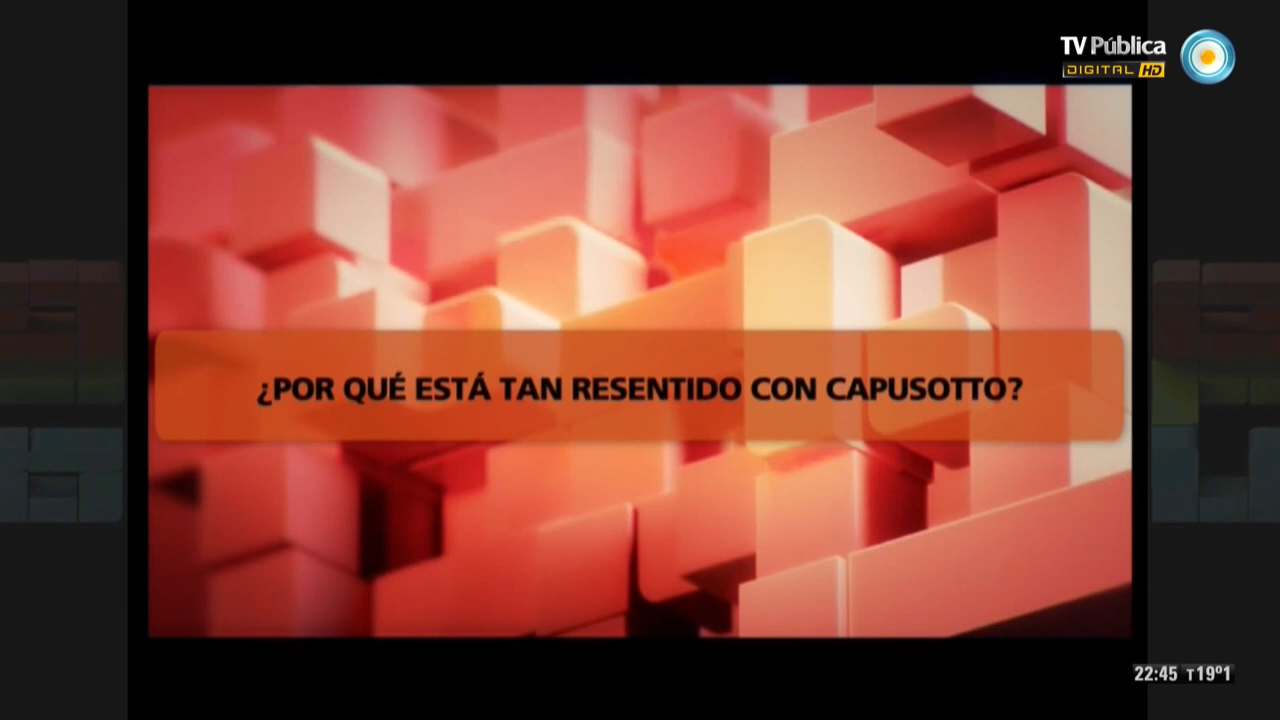 TV Pública
DIGITAL HD
¿POR QUÉ ESTÁ TAN RESENTIDO CON CAPUSOTTO?
22:45 T19º1